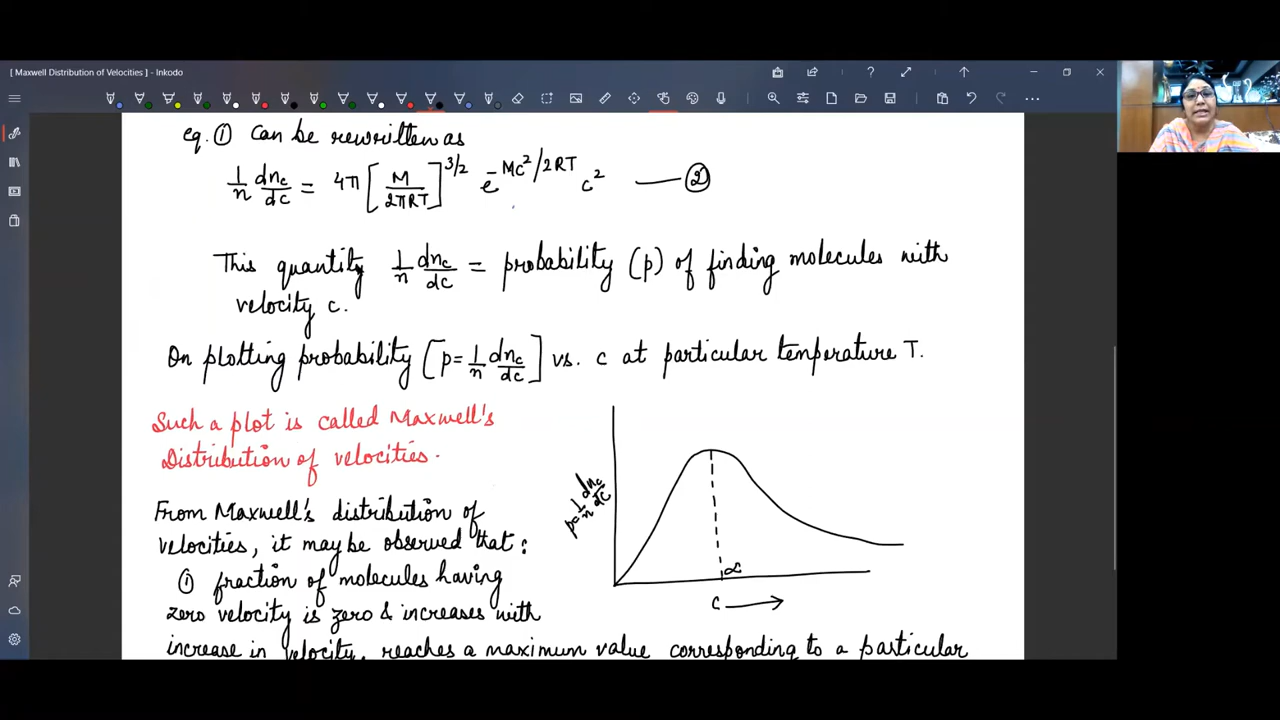 [ Maxwell Distribution of Velocities ] - Inkodo
eq. ① Can be rewritten as
1/n dn_c/dc = 4π [M/2πRT]^3/2 e^-Mc²/2RT c² —— ②
This quantity 1/n dn_c/dc = probability (p) of finding molecules with
velocity c.
On plotting probability [p = 1/n dn_c/dc] vs. c at particular temperature T.
Such a plot is called Maxwell's
Distribution of velocities.
From Maxwell's distribution of
velocities, it may be observed that:
① fraction of molecules having
zero velocity is zero & increases with
increase in velocity, reaches a maximum value corresponding to a particular
p = 1/n dn_c/dc
α
c →